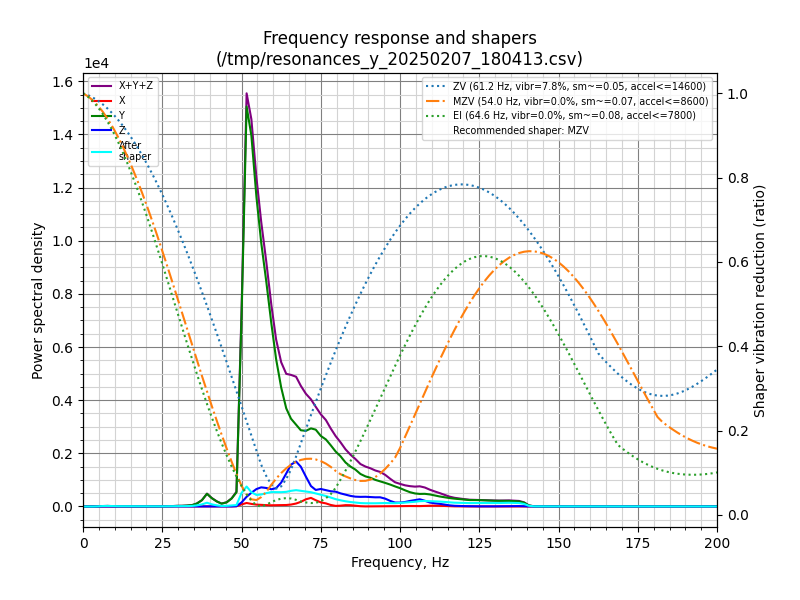 Frequency response and shapers
(/tmp/resonances_y_20250207_180413.csv)
1e4
X+Y+Z
X
Y
Z
After
shaper
ZV (61.2 Hz, vibr=7.8%, sm~=0.05, accel<=14600)
MZV (54.0 Hz, vibr=0.0%, sm~=0.07, accel<=8600)
EI (64.6 Hz, vibr=0.0%, sm~=0.08, accel<=7800)
Recommended shaper: MZV
1.6
1.4
1.2
1.0
0.8
0.6
0.4
0.2
0.0
Power spectral density
1.0
0.8
0.6
0.4
0.2
0.0
Shaper vibration reduction (ratio)
0 25 50 75 100 125 150 175 200
Frequency, Hz